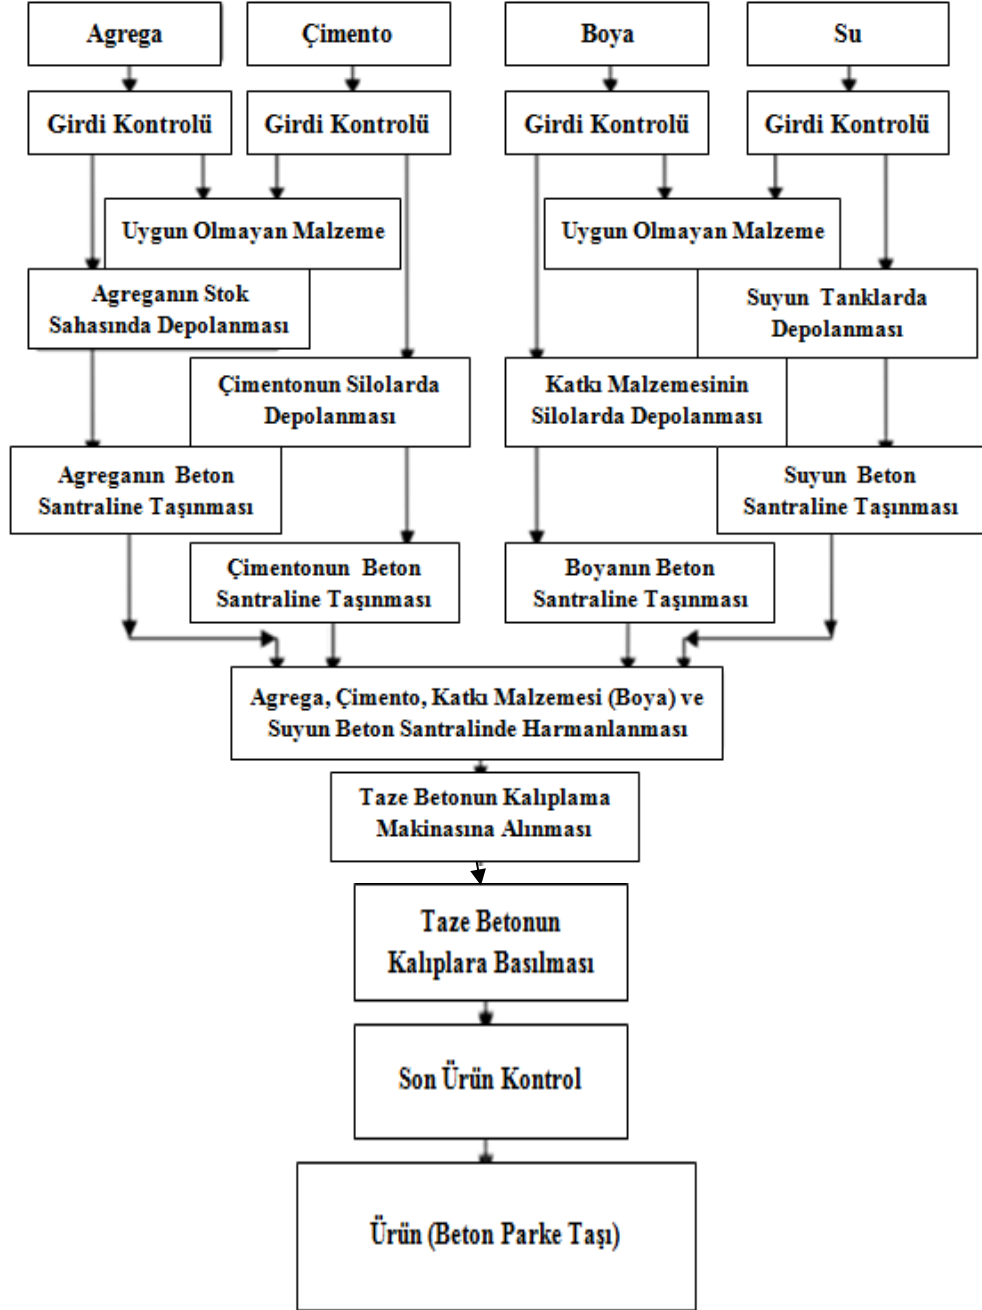 Agrega
Çimento
Boya
Su
Girdi Kontrolü
Girdi Kontrolü
Girdi Kontrolü
Girdi Kontrolü
Uygun Olmayan Malzeme
Uygun Olmayan Malzeme
Agreganın Stok
Sahasında Depolanması
Suyun Tanklarda
Depolanması
Çimentonun Silolarda
Depolanması
Katkı Malzemesinin
Silolarda Depolanması
Agreganın Beton
Santraline Taşınması
Suyun Beton
Santraline Taşınması
Çimentonun Beton
Santraline Taşınması
Boyanın Beton
Santraline Taşınması
Agrega, Çimento, Katkı Malzemesi (Boya) ve
Suyun Beton Santralinde Harmanlanması
Taze Betonun Kalıplama
Makinasına Alınması
Taze Betonun
Kalıplara Basılması
Son Ürün Kontrol
Ürün (Beton Parke Taşı)